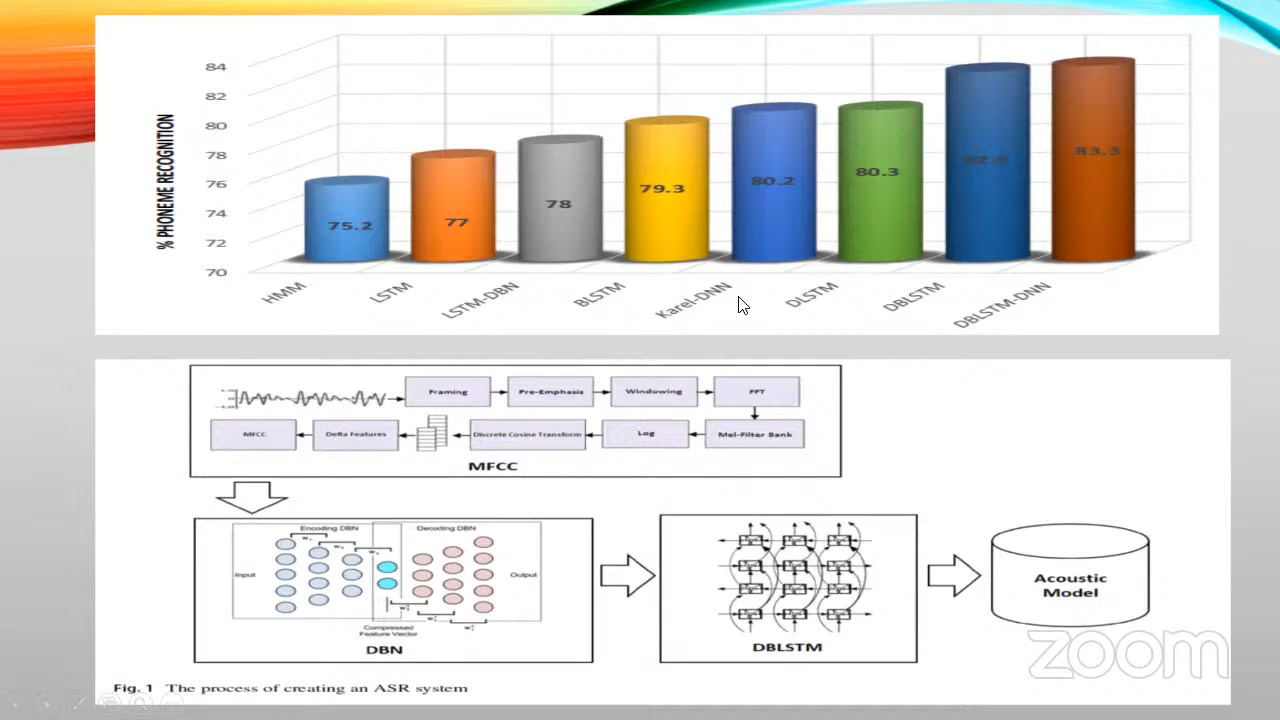 % PHONEME RECOGNITION
84
82
80
78
76
74
72
70
75.2
77
78
79.3
80.2
80.3
83.3
HMM
LSTM
LSTM-DBN
BLSTM
Karel-DNN
DLSTM
DBLSTM
DBLSTM-DNN
Framing
Pre-Emphasis
Windowing
FFT
MFCC
Delta Features
Discrete Cosine Transform
Log
Mel-Filter Bank
MFCC
Encoding DBN
Decoding DBN
Input
Output
Compressed
Feature Vector
DBN
DBLSTM
Acoustic
Model
zoom
Fig. 1 The process of creating an ASR system